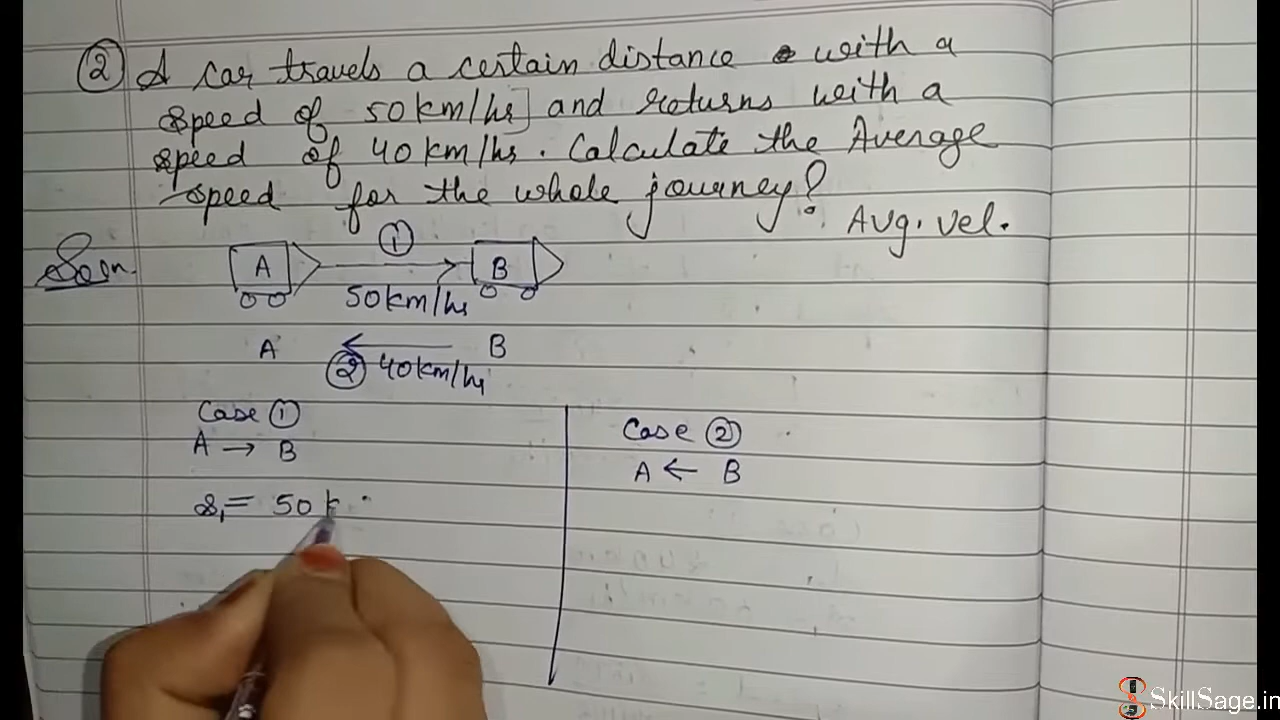 ② A car travels a certain distance with a
speed of 50km/hr] and returns with a
speed of 40km/hr. Calculate the Average
speed for the whole journey?
Avg. vel.
Soln.
①
A → B
50km/hr
A ← B
② 40km/hr
Case ①
A → B
s₁ = 50 k
Case ②
A ← B
SkillSage.in